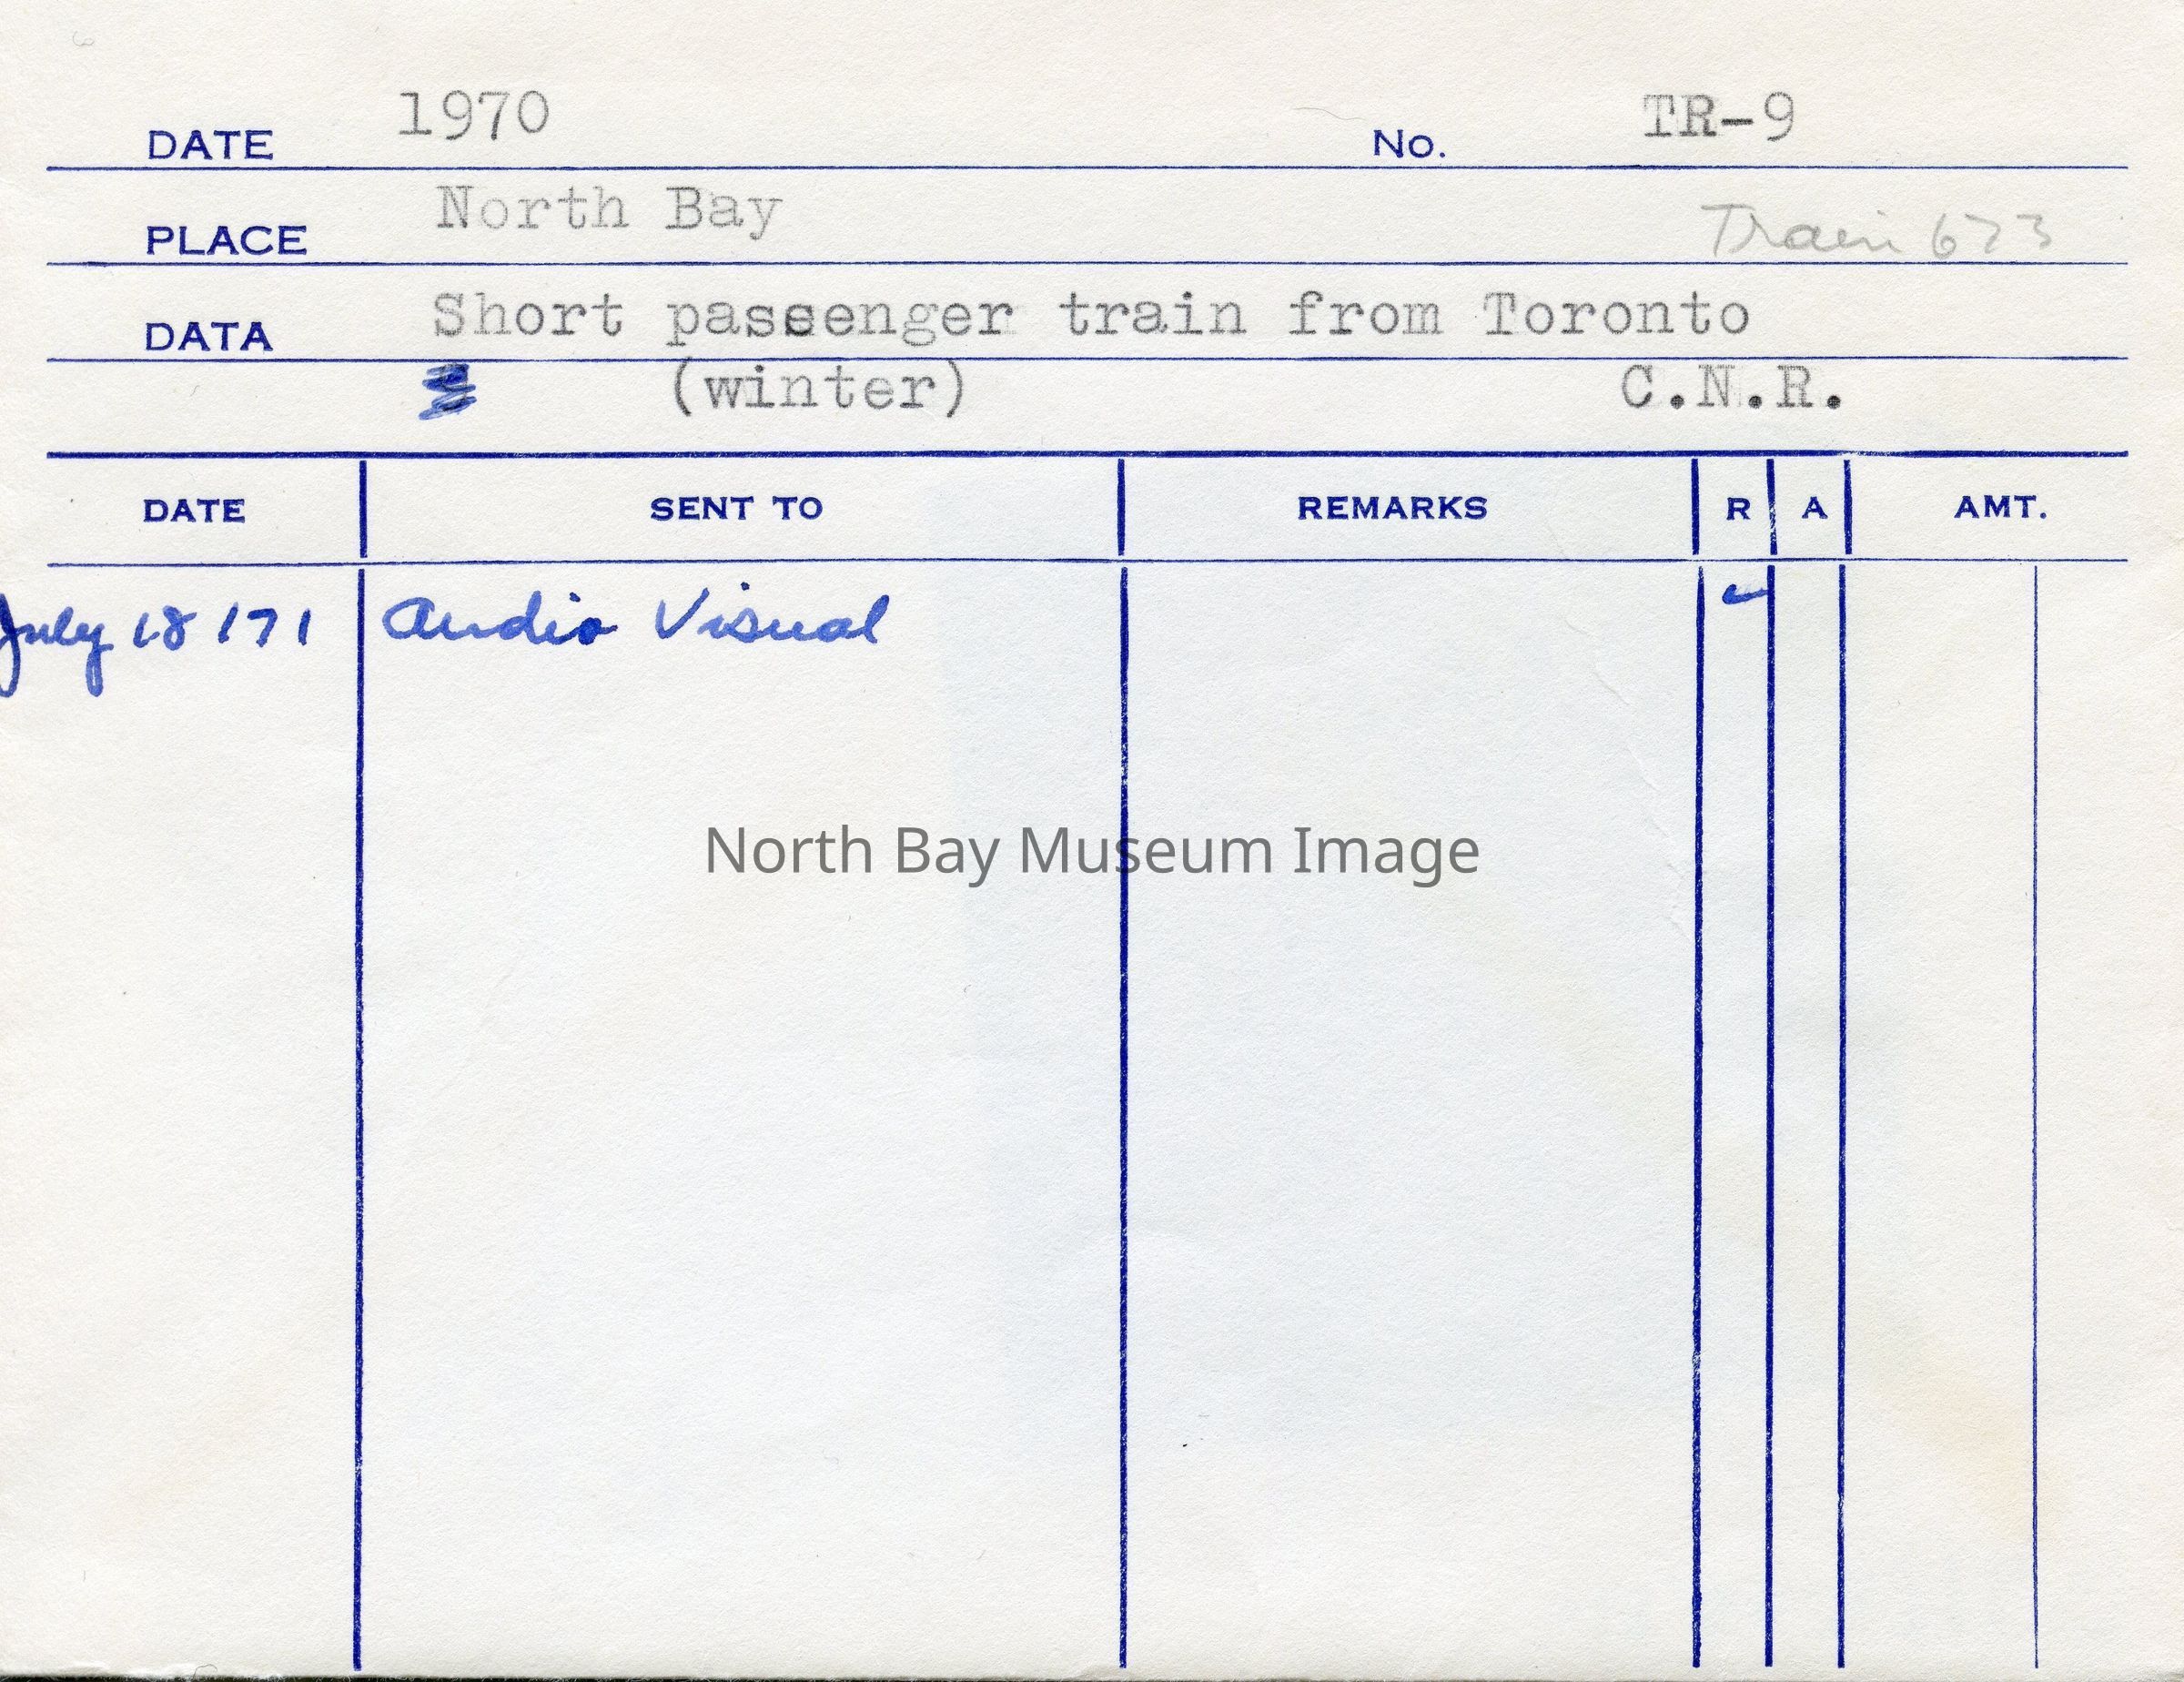 DATE 1970 No. TR-9
PLACE North Bay Train 673
DATA Short passenger train from Toronto
(winter) C.N.R.
DATE SENT TO REMARKS R A AMT.
July 18 171 Audio Visual ✓
North Bay Museum Image